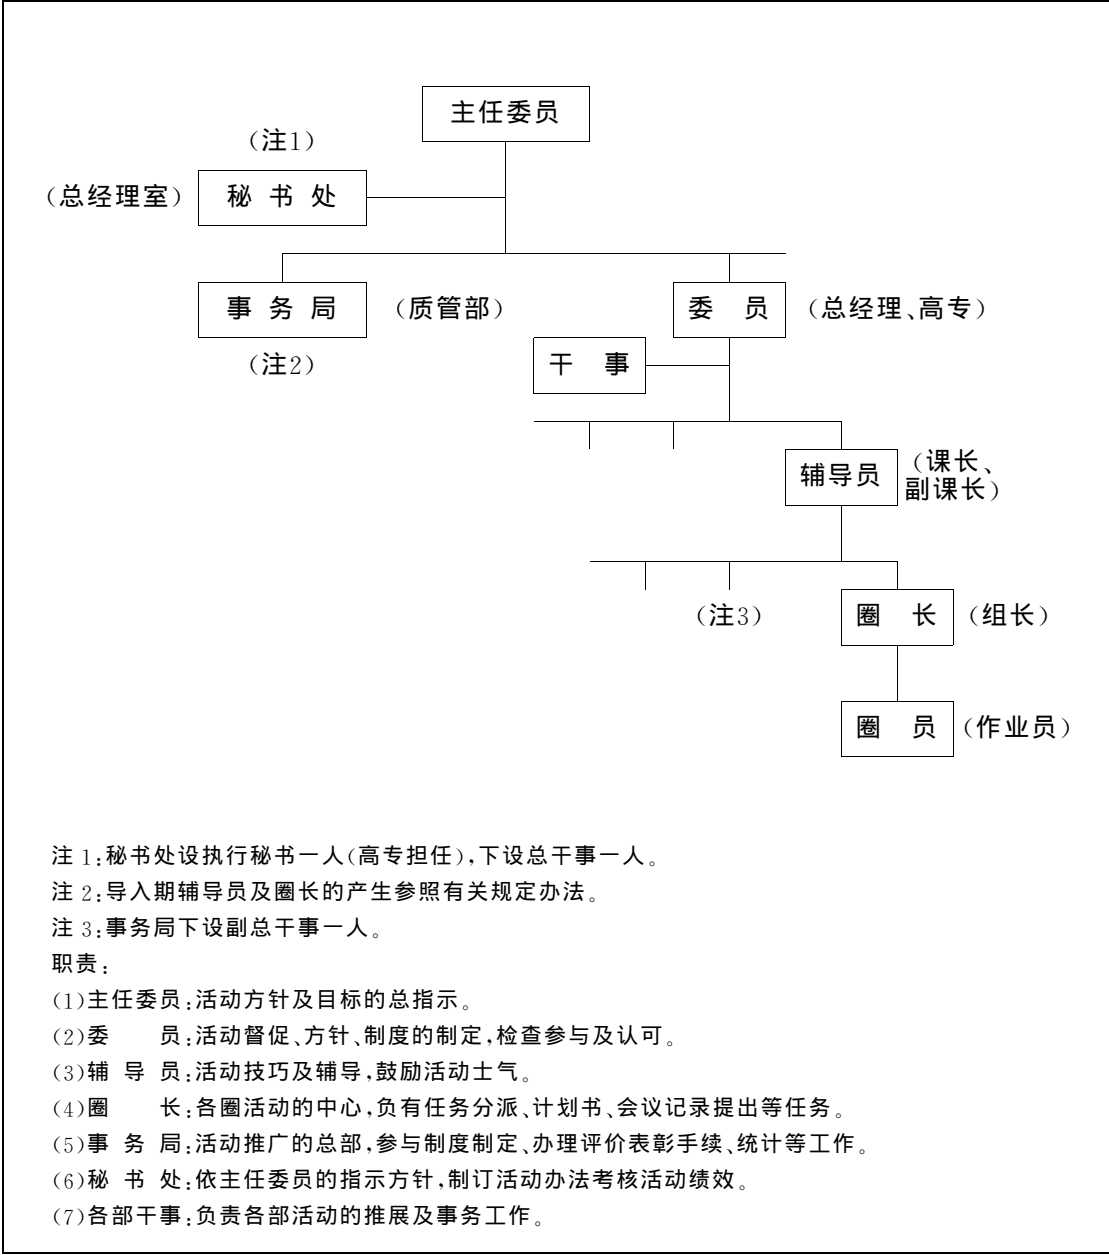 主任委员
(注1)
(总经理室)
秘 书 处
事 务 局
(质管部)
委 员
(总经理、高专)
(注2)
干 事
辅导员
(课长、
副课长)
(注3)
圈 长
(组长)
圈 员
(作业员)
注 1:秘书处设执行秘书一人(高专担任),下设总干事一人。
注 2:导入期辅导员及圈长的产生参照有关规定办法。
注 3:事务局下设副总干事一人。
职责:
(1)主任委员:活动方针及目标的总指示。
(2)委 员:活动督促、方针、制度的制定,检查参与及认可。
(3)辅 导 员:活动技巧及辅导,鼓励活动士气。
(4)圈 长:各圈活动的中心,负有任务分派、计划书、会议记录提出等任务。
(5)事 务 局:活动推广的总部,参与制度制定、办理评价表彰手续、统计等工作。
(6)秘 书 处:依主任委员的指示方针,制订活动办法考核活动绩效。
(7)各部干事:负责各部活动的推展及事务工作。